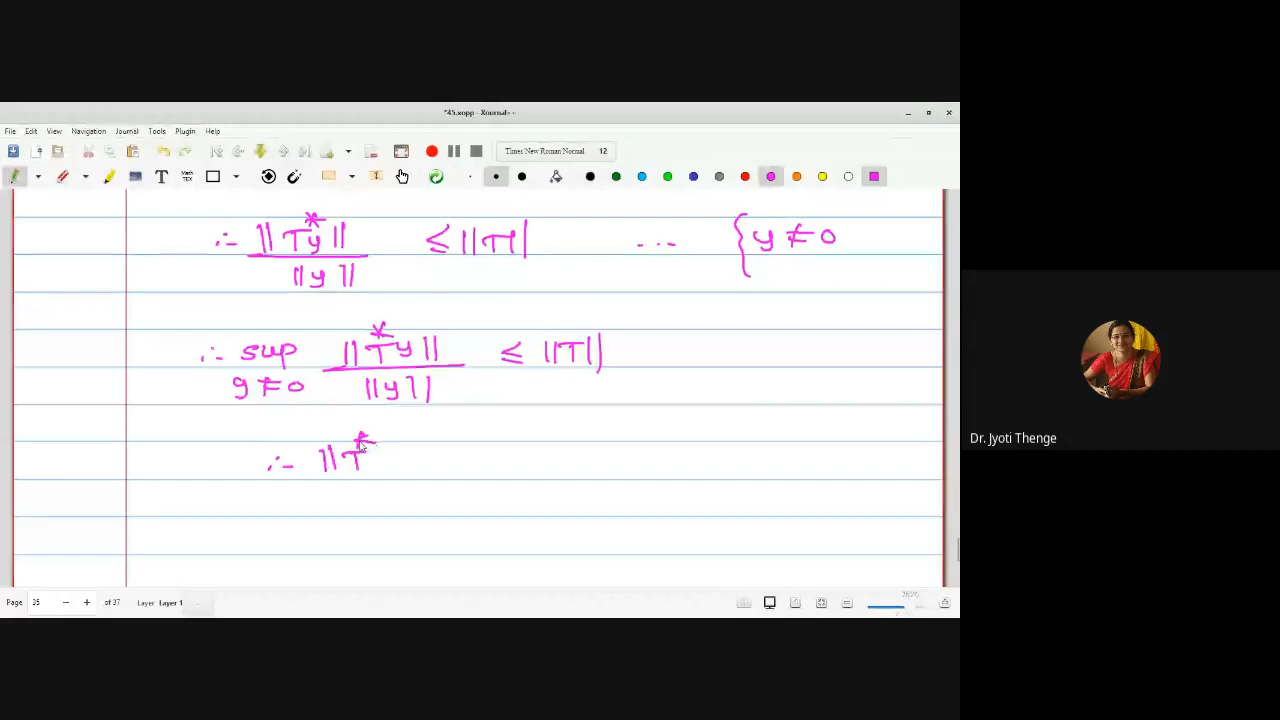 *45.xopp - Xournal++
File Edit View Navigation Journal Tools Plugin Help
Times New Roman Normal 12
∴ ||T*y|| / ||y|| ≤ ||T|| ... {y ≠ 0
∴ sup y≠0 ||T*y|| / ||y|| ≤ ||T||
∴ ||T*
Dr. Jyoti Thenge
Page 35 of 37 Layer Layer 1